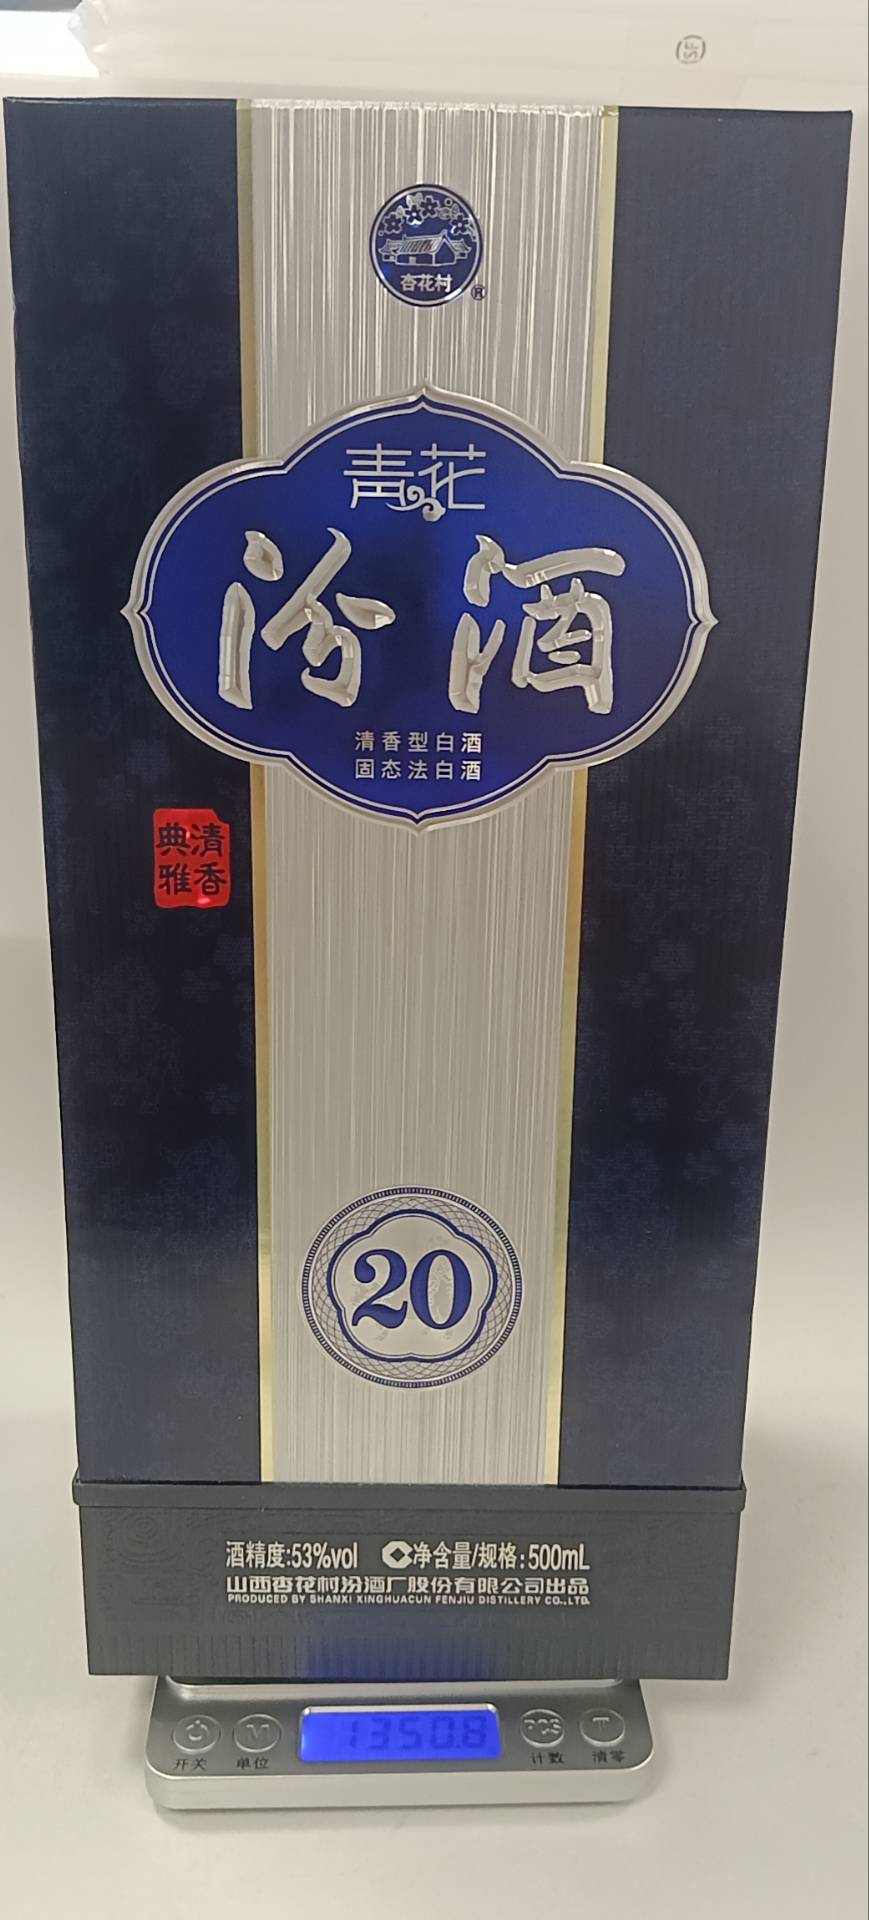 SF
杏花村
®
青花
汾酒
清香型白酒
固态法白酒
清香
典雅
20
酒精度:53%vol 净含量/规格:500mL
山西杏花村汾酒厂股份有限公司出品
PRODUCED BY SHANXI XINGHUACUN FENJIU DISTILLERY CO.,LTD.
M 1350.8 PCS T
开关 单位 计数 清零